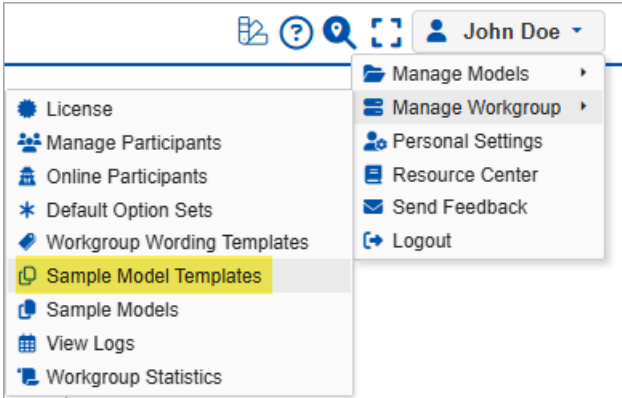 John Doe
Manage Models
Manage Workgroup
Personal Settings
Resource Center
Send Feedback
Logout
License
Manage Participants
Online Participants
Default Option Sets
Workgroup Wording Templates
Sample Model Templates
Sample Models
View Logs
Workgroup Statistics